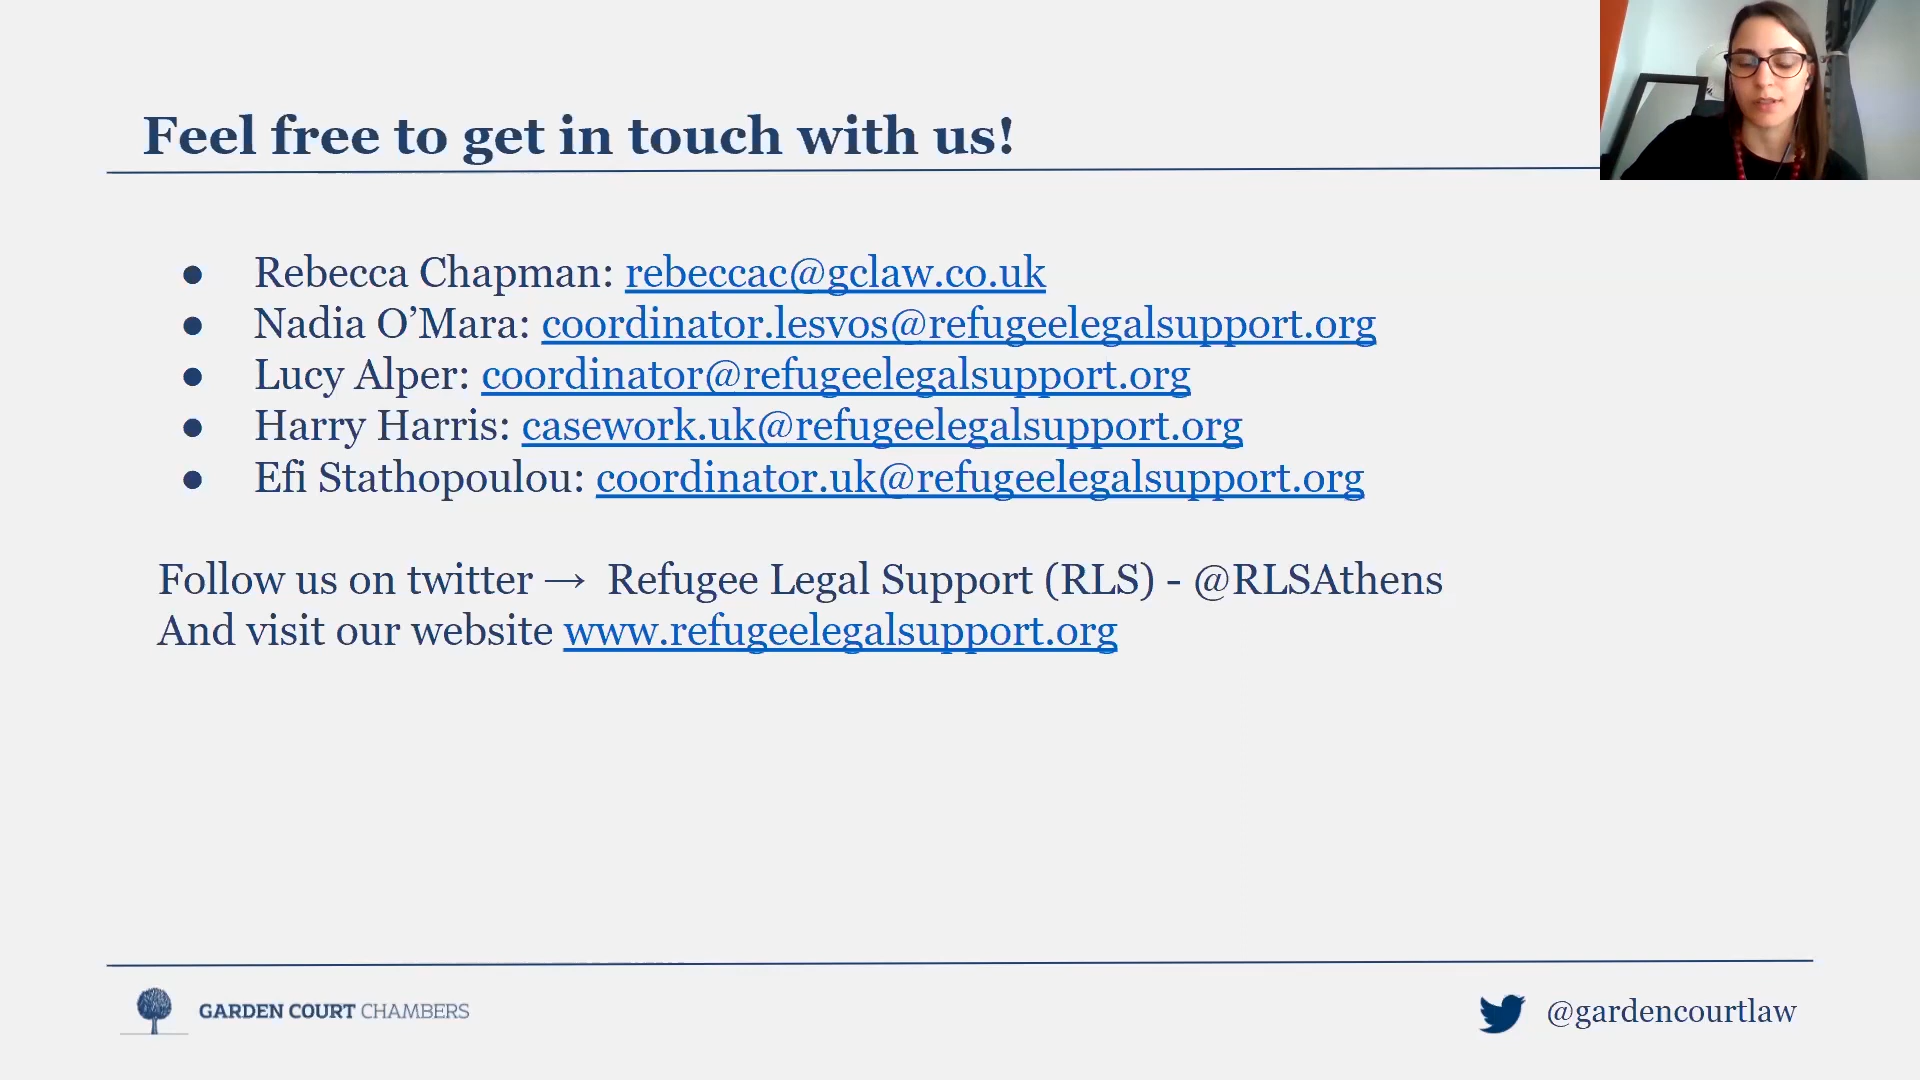 Feel free to get in touch with us!
● Rebecca Chapman: rebeccac@gclaw.co.uk
● Nadia O’Mara: coordinator.lesvos@refugeelegalsupport.org
● Lucy Alper: coordinator@refugeelegalsupport.org
● Harry Harris: casework.uk@refugeelegalsupport.org
● Efi Stathopoulou: coordinator.uk@refugeelegalsupport.org
Follow us on twitter → Refugee Legal Support (RLS) - @RLSAthens
And visit our website www.refugeelegalsupport.org
GARDEN COURT CHAMBERS
@gardencourtlaw